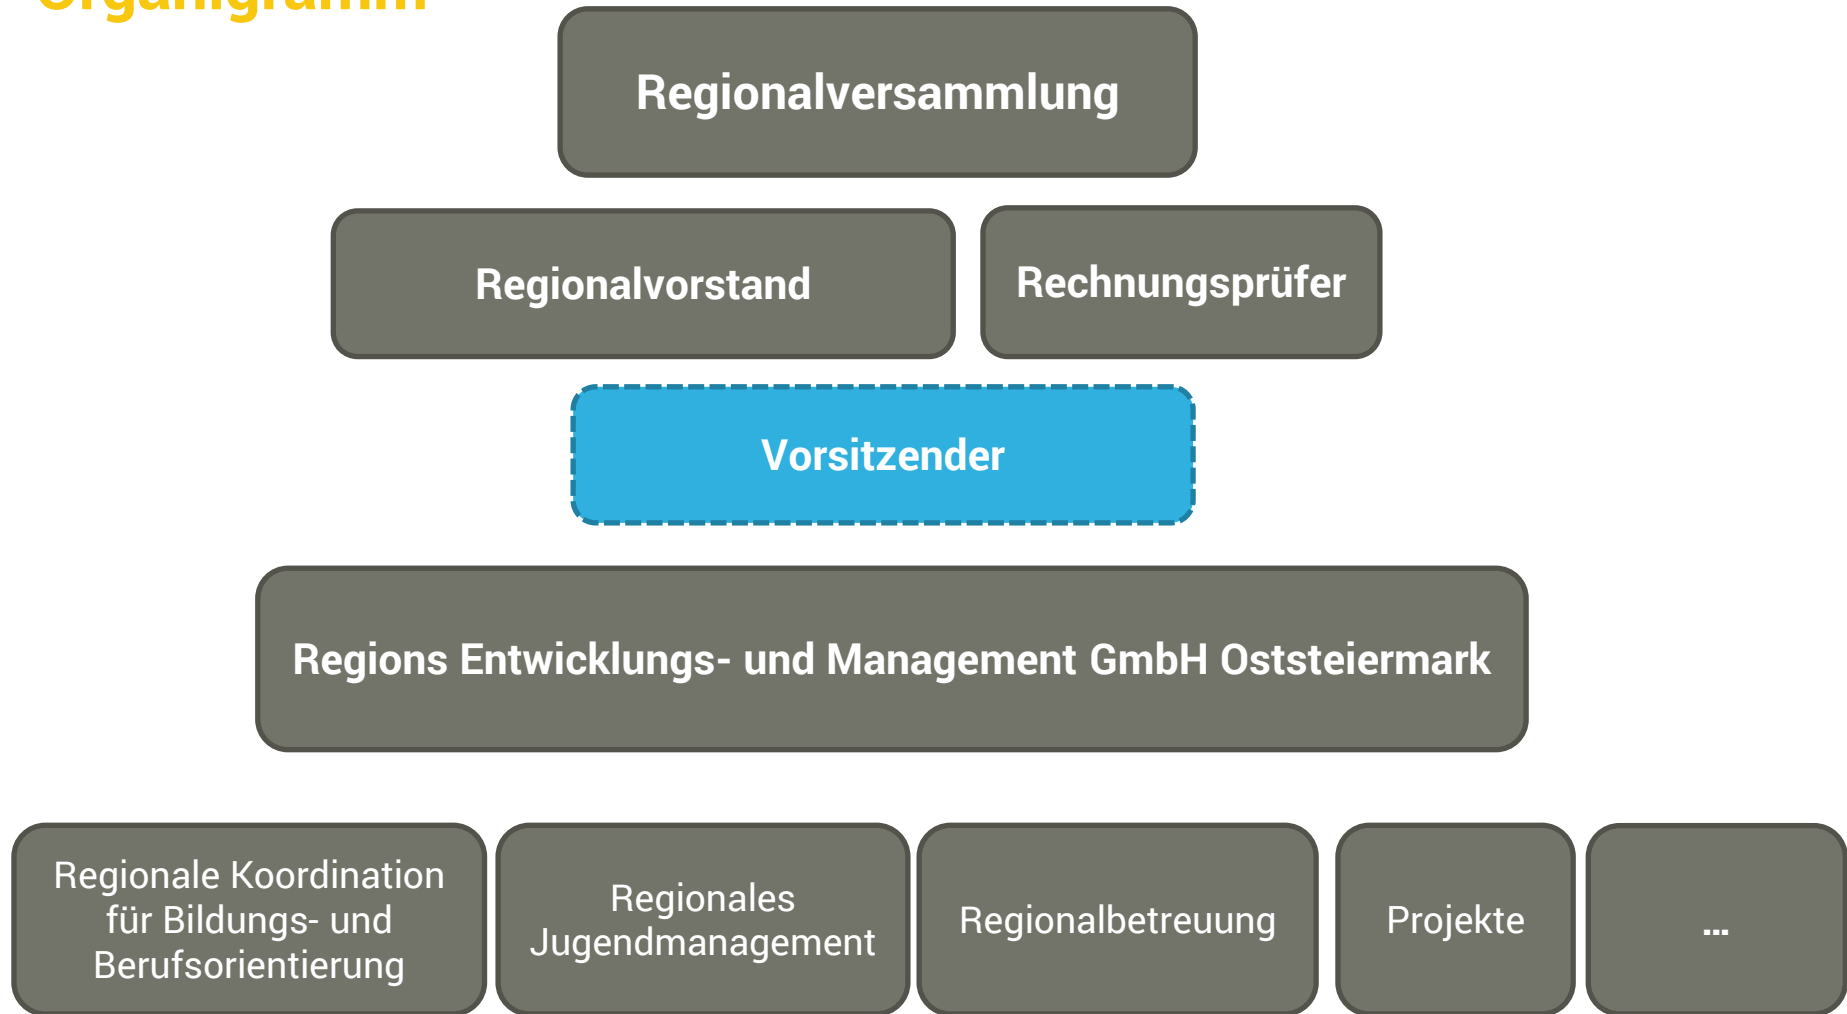 Organigramm
Regionalversammlung
Regionalvorstand
Rechnungsprüfer
Vorsitzender
Regions Entwicklungs- und Management GmbH Oststeiermark
Regionale Koordination
für Bildungs- und
Berufsorientierung
Regionales
Jugendmanagement
Regionalbetreuung
Projekte
...